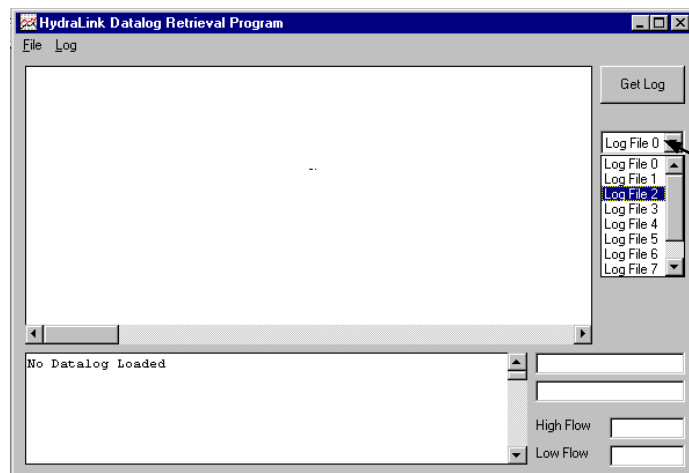 HydraLink Datalog Retrieval Program
File Log
Get Log
Log File 0
Log File 0
Log File 1
Log File 2
Log File 3
Log File 4
Log File 5
Log File 6
Log File 7
No Datalog Loaded
High Flow
Low Flow